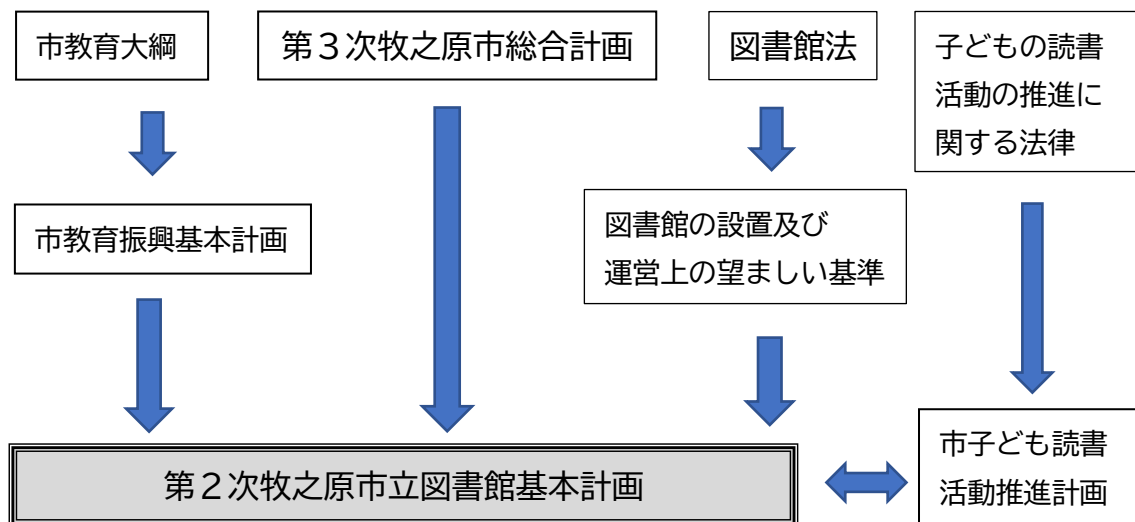 市教育大綱
第３次牧之原市総合計画
図書館法
子どもの読書
活動の推進に
関する法律
市教育振興基本計画
図書館の設置及び
運営上の望ましい基準
第２次牧之原市立図書館基本計画
市子ども読書
活動推進計画